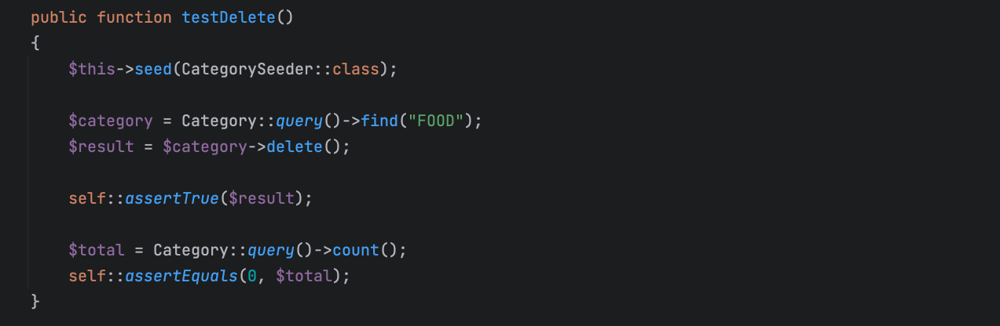 public function testDelete()
{
    $this->seed(CategorySeeder::class);

    $category = Category::query()->find("FOOD");
    $result = $category->delete();

    self::assertTrue($result);

    $total = Category::query()->count();
    self::assertEquals(0, $total);
}